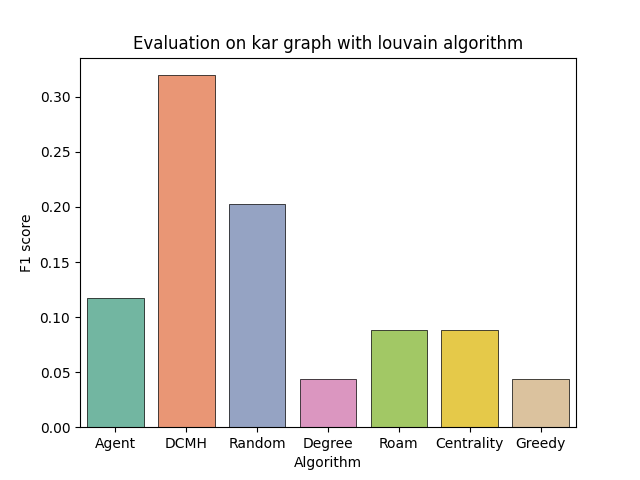 Evaluation on kar graph with louvain algorithm
0.30
0.25
0.20
0.15
0.10
0.05
0.00
F1 score
Agent DCMH Random Degree Roam Centrality Greedy
Algorithm